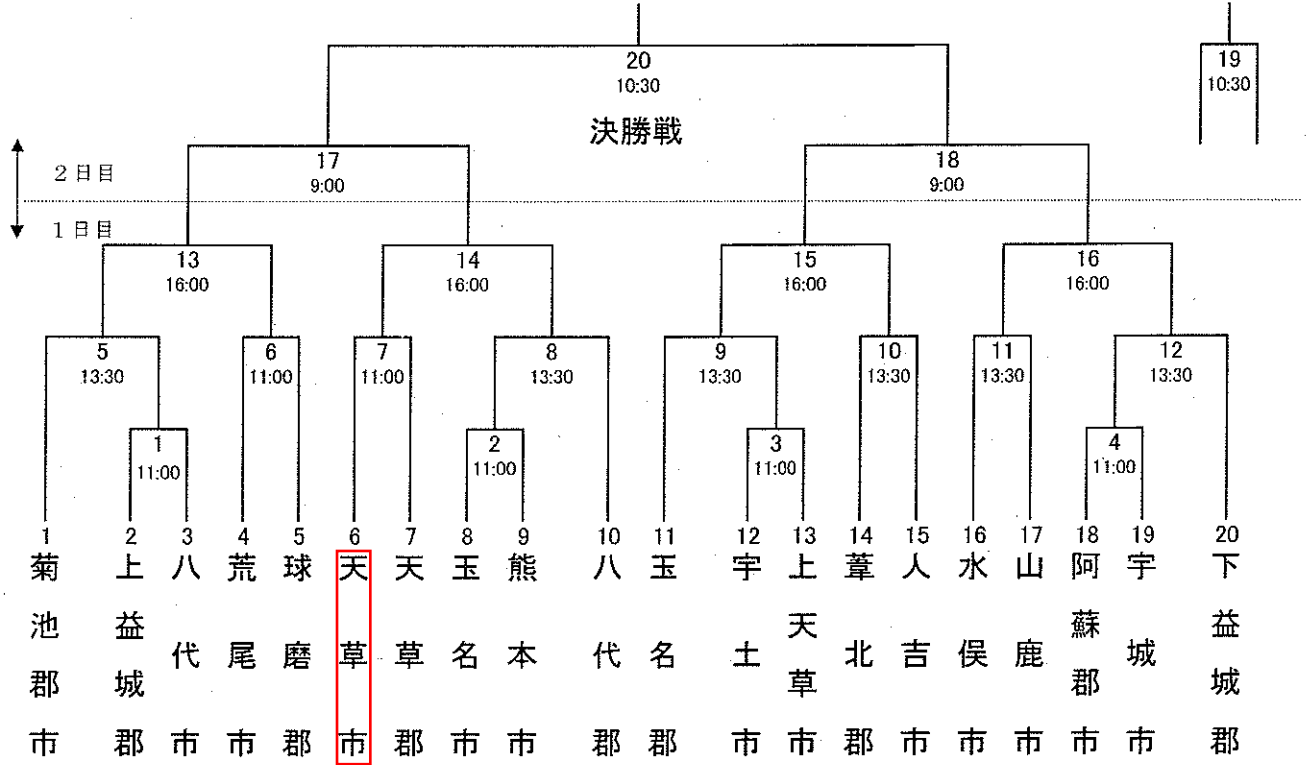 20
10:30
決勝戦
19
10:30
2日目
1日目
17
9:00
18
9:00
13
16:00
14
16:00
15
16:00
16
16:00
5
13:30
6
11:00
7
11:00
8
13:30
9
13:30
10
13:30
11
13:30
12
13:30
1
11:00
2
11:00
3
11:00
4
11:00
1
菊池郡市
2
上益城郡
3
八代市
4
荒尾市
5
球磨郡
6
天草市
7
天草郡
8
玉名市
9
熊本市
10
八代郡
11
玉名郡
12
宇土市
13
上天草市
14
葦北郡
15
人吉市
16
水俣市
17
山鹿市
18
阿蘇郡市
19
宇城市
20
下益城郡